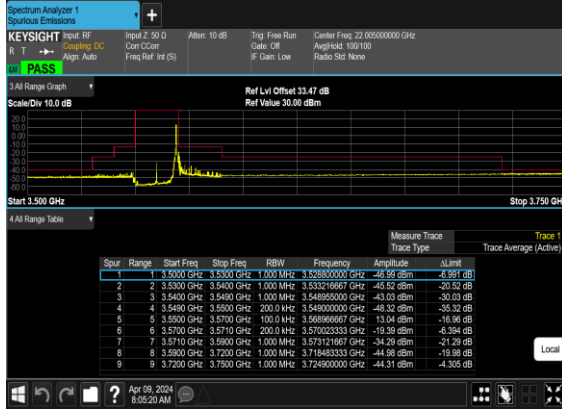 Spectrum Analyzer 1
Spurious Emissions
KEYSIGHT Input: RF Input Z: 50 Ω Atten: 10 dB Trig: Free Run Center Freq: 22.005000000 GHz
R T Coupling: DC Corr CCorr Gate: Off Avg|Hold: 100/100
Align: Auto Freq Ref: Int (S) IF Gain: Low Radio Std: None
PASS
3 All Range Graph
Ref Lvl Offset 33.47 dB
Scale/Div 10.0 dB Ref Value 30.00 dBm
20.0
10.0
0.00
-10.0
-20.0
-30.0
-40.0
-50.0
-60.0
Start 3.500 GHz Stop 3.750 GHz
4 All Range Table
Measure Trace Trace 1
Trace Type Trace Average (Active)
Spur Range Start Freq Stop Freq RBW Frequency Amplitude ΔLimit
1 1 3.5000 GHz 3.5300 GHz 1.000 MHz 3.528800000 GHz -46.99 dBm -6.991 dB
2 2 3.5300 GHz 3.5400 GHz 1.000 MHz 3.533216667 GHz -45.52 dBm -20.52 dB
3 3 3.5400 GHz 3.5490 GHz 1.000 MHz 3.548955000 GHz -43.03 dBm -30.03 dB
4 4 3.5490 GHz 3.5500 GHz 200.0 kHz 3.549000000 GHz -48.32 dBm -35.32 dB
5 5 3.5500 GHz 3.5700 GHz 100.0 kHz 3.568966667 GHz 13.04 dBm -16.96 dB
6 6 3.5700 GHz 3.5710 GHz 200.0 kHz 3.570023333 GHz -19.39 dBm -6.394 dB
7 7 3.5710 GHz 3.5900 GHz 1.000 MHz 3.573121667 GHz -34.29 dBm -21.29 dB
8 8 3.5900 GHz 3.7200 GHz 1.000 MHz 3.718483333 GHz -44.98 dBm -19.98 dB
9 9 3.7200 GHz 3.7500 GHz 1.000 MHz 3.724900000 GHz -44.31 dBm -4.305 dB
Local
Apr 09, 2024
8:05:20 AM